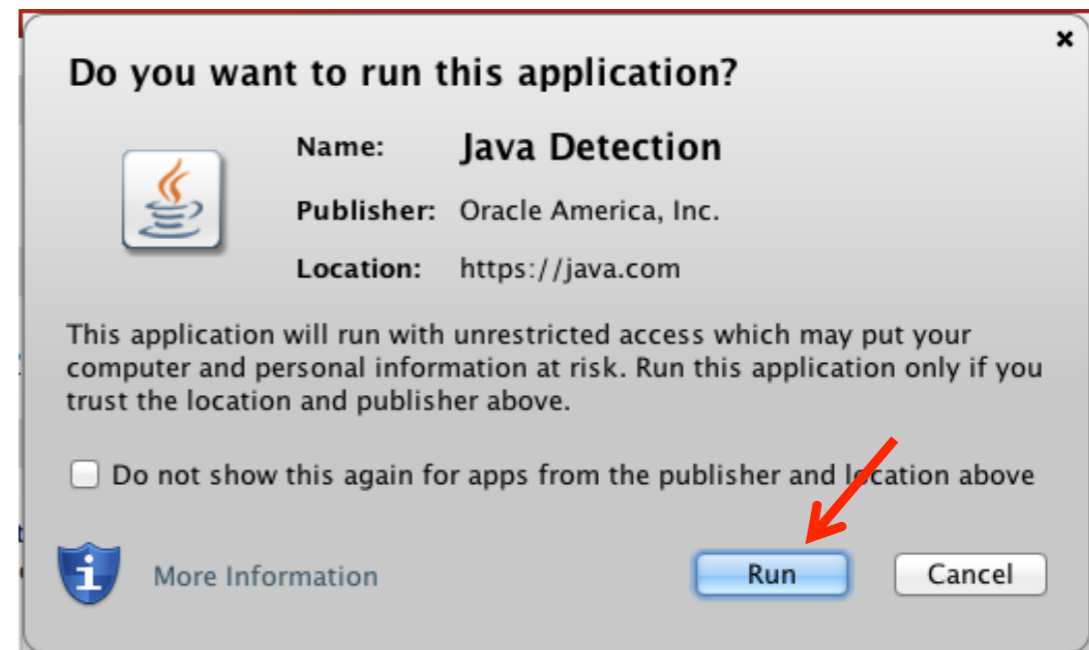 Do you want to run this application?
Name: Java Detection
Publisher: Oracle America, Inc.
Location: https://java.com
This application will run with unrestricted access which may put your
computer and personal information at risk. Run this application only if you
trust the location and publisher above.
Do not show this again for apps from the publisher and location above
More Information
Run
Cancel